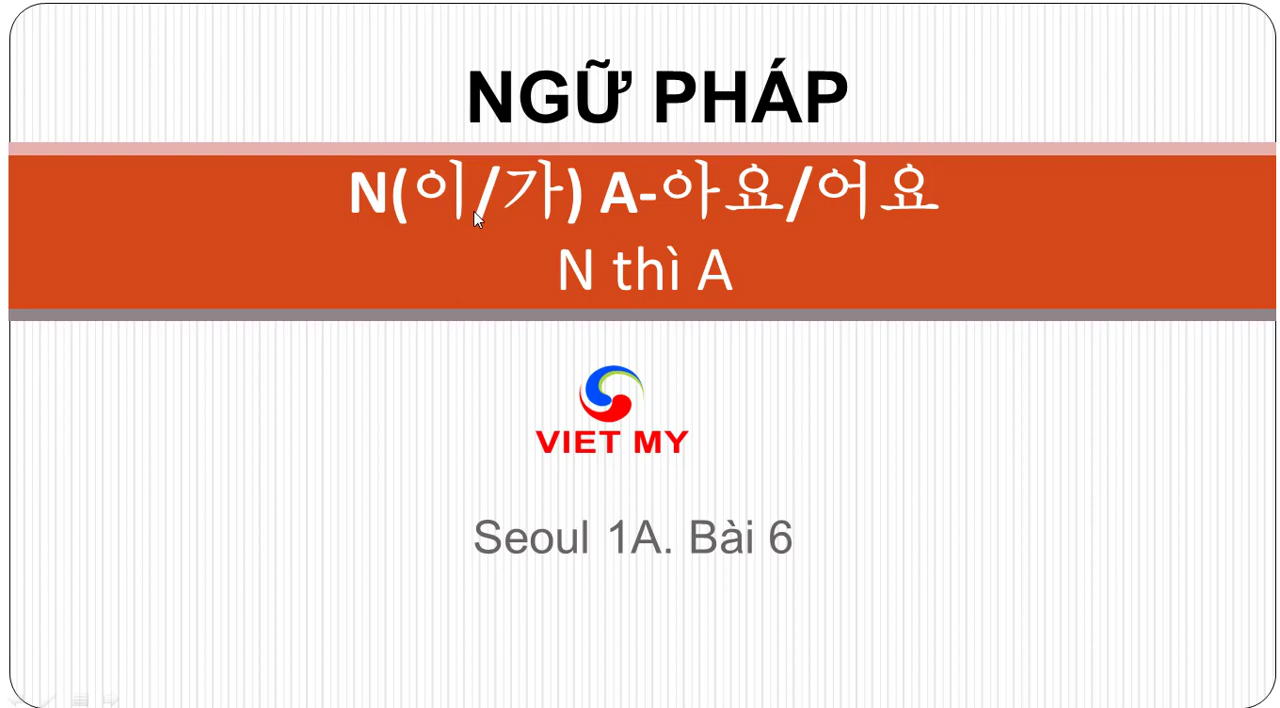 NGỮ PHÁP
N(이/가) A-아요/어요
N thì A
VIET MY
Seoul 1A. Bài 6